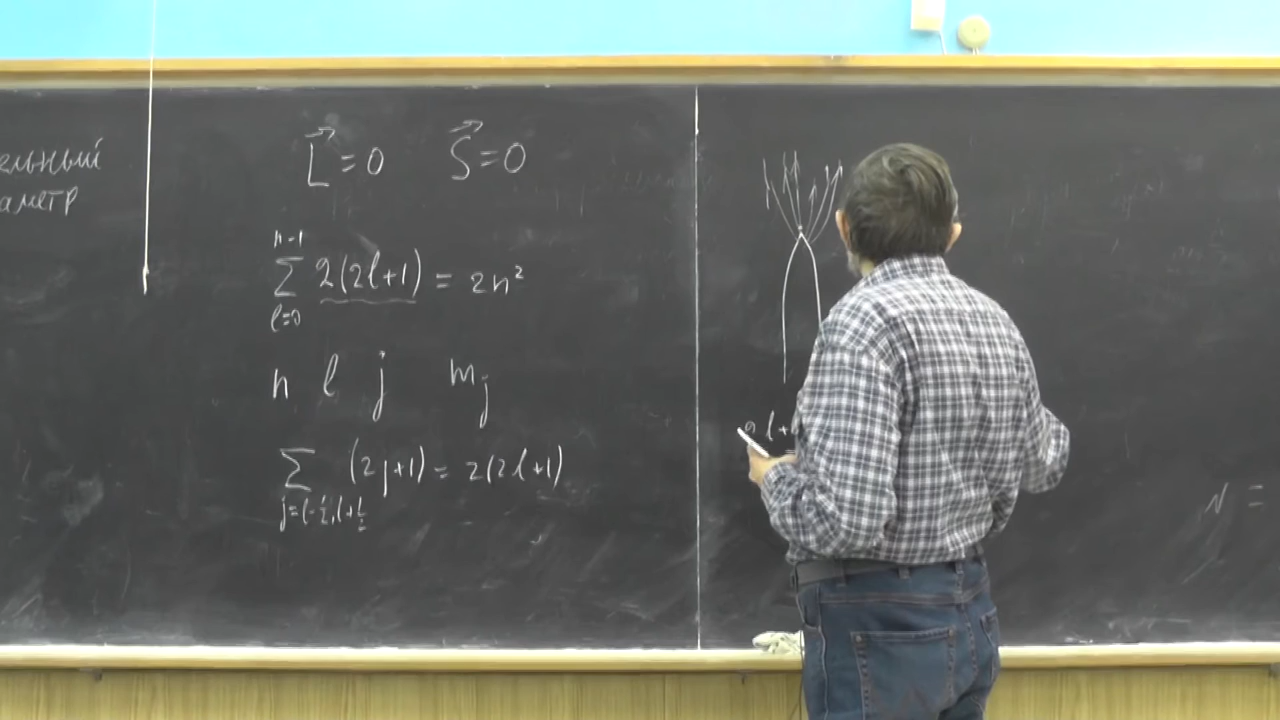 ельный
аметр
L⃗ = 0 S⃗ = 0
n-1
∑ 2(2l+1) = 2n²
l=0
n l j m_j
∑ (2j+1) = 2(2l+1)
j=l-½, l+½
l+
N =